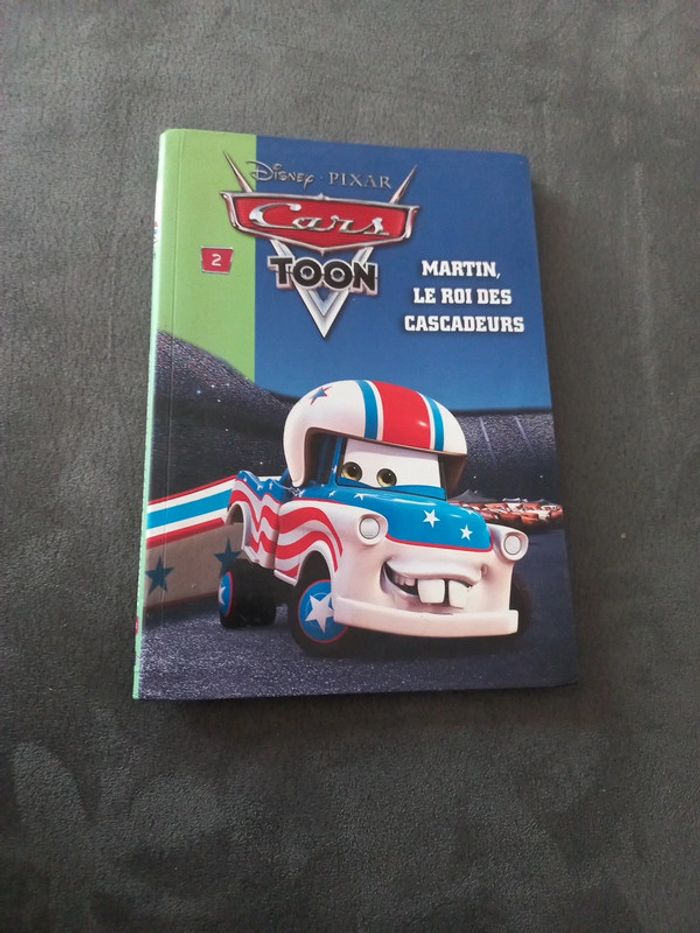 Disney · PIXAR
Cars
TOON
2
MARTIN,
LE ROI DES
CASCADEURS